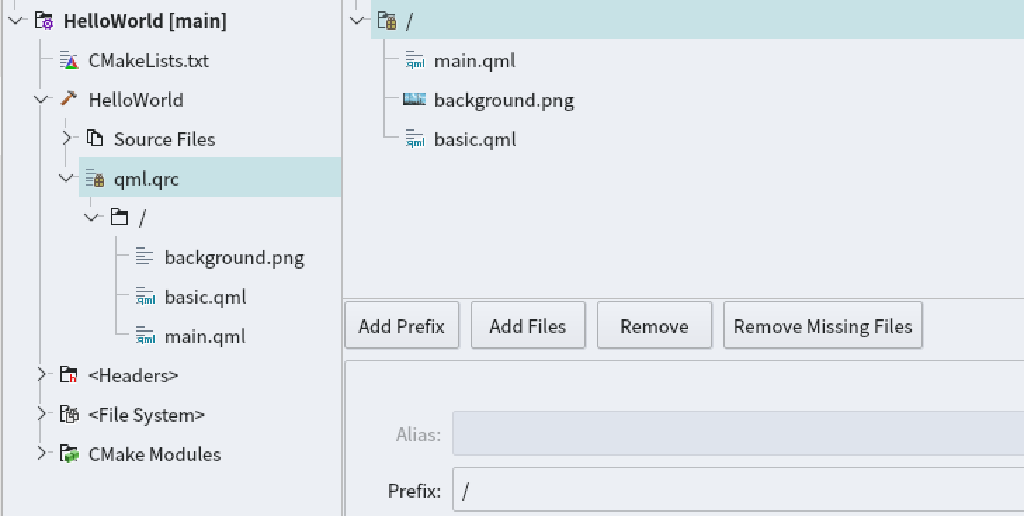 HelloWorld [main]
CMakeLists.txt
HelloWorld
Source Files
qml.qrc
/
background.png
basic.qml
main.qml
<Headers>
<File System>
CMake Modules
/
main.qml
background.png
basic.qml
Add Prefix
Add Files
Remove
Remove Missing Files
Alias:
Prefix: /